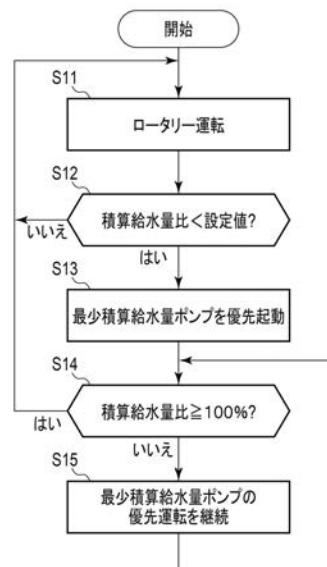 開始
S11
ロータリー運転
S12
積算給水量比<設定値?
いいえ
はい
S13
最少積算給水量ポンプを優先起動
S14
積算給水量比≧100%?
はい
いいえ
S15
最少積算給水量ポンプの
優先運転を継続